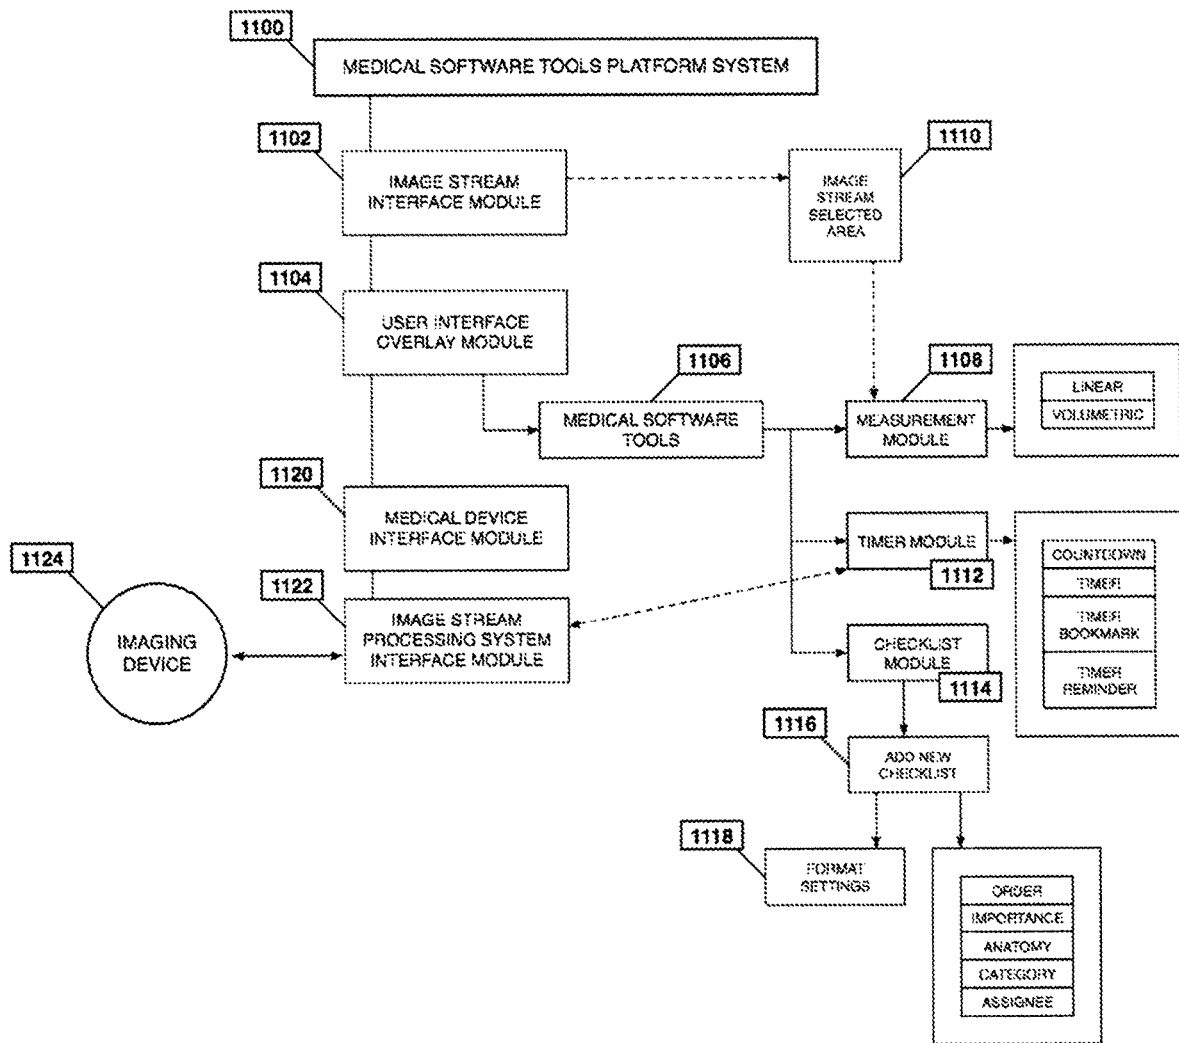 1100
MEDICAL SOFTWARE TOOLS PLATFORM SYSTEM
1102
IMAGE STREAM
INTERFACE MODULE
1110
IMAGE
STREAM
SELECTED
AREA
1104
USER INTERFACE
OVERLAY MODULE
1106
MEDICAL SOFTWARE
TOOLS
1108
MEASUREMENT
MODULE
LINEAR
VOLUMETRIC
1120
MEDICAL DEVICE
INTERFACE MODULE
TIMER MODULE
1112
COUNTDOWN
TIMER
TIMER
BOOKMARK
TIMER
REMINDER
1124
IMAGING
DEVICE
1122
IMAGE STREAM
PROCESSING SYSTEM
INTERFACE MODULE
CHECKLIST
MODULE
1114
1116
ADD NEW
CHECKLIST
1118
FORMAT
SETTINGS
ORDER
IMPORTANCE
ANATOMY
CATEGORY
ASSIGNEE